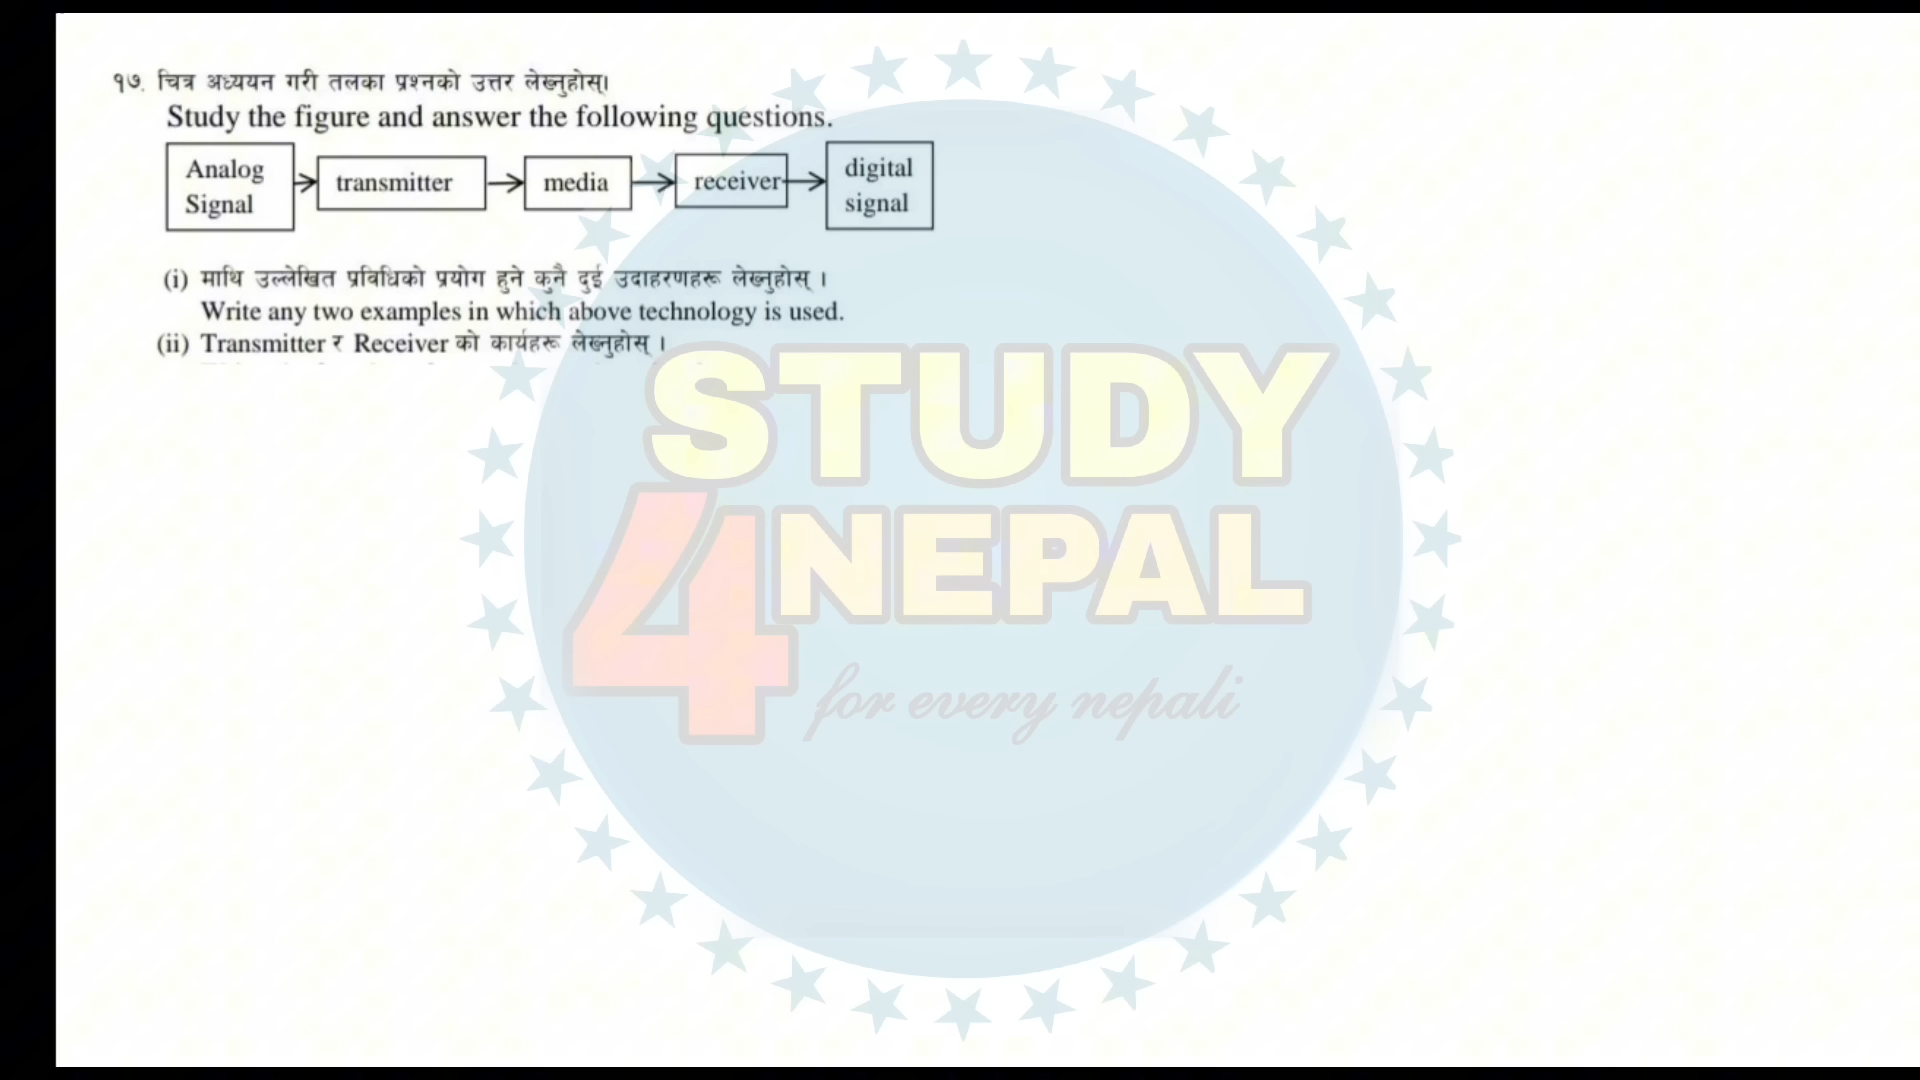 १७. चित्र अध्ययन गरी तलका प्रश्नको उत्तर लेख्नुहोस्।
Study the figure and answer the following questions.
Analog Signal
transmitter
media
receiver
digital signal
(i) माथि उल्लेखित प्रविधिको प्रयोग हुने कुनै दुई उदाहरणहरू लेख्नुहोस् ।
Write any two examples in which above technology is used.
(ii) Transmitter र Receiver को कार्यहरू लेख्नुहोस् ।
STUDY
4 NEPAL
for every nepali